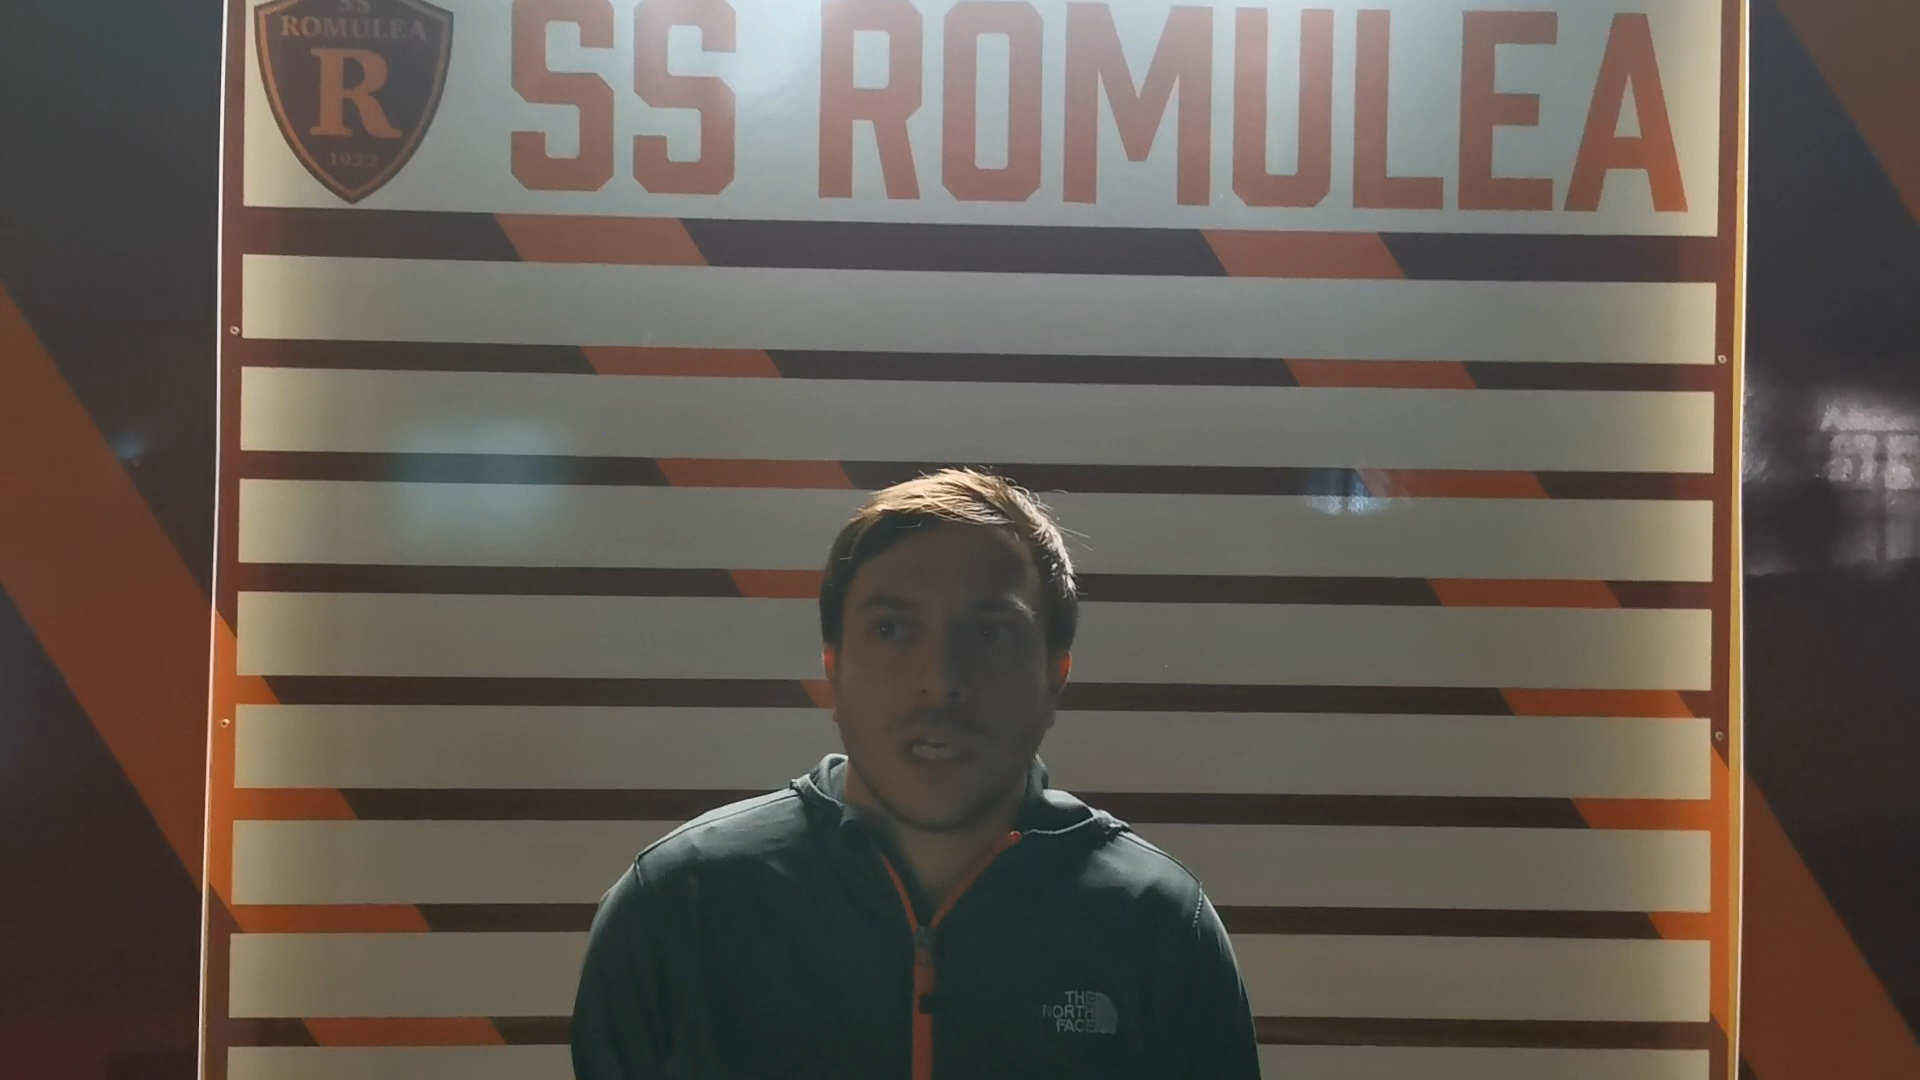 SS
ROMULEA
R
1922
SS ROMULEA
THE
NORTH
FACE